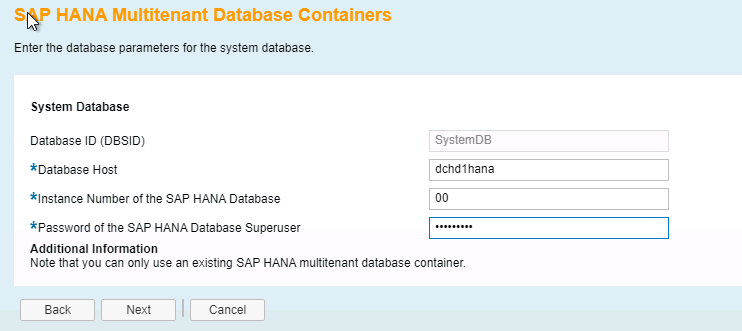 SAP HANA Multitenant Database Containers
Enter the database parameters for the system database.
System Database
Database ID (DBSID) SystemDB
*Database Host dchd1hana
*Instance Number of the SAP HANA Database 00
*Password of the SAP HANA Database Superuser •••••••••
Additional Information
Note that you can only use an existing SAP HANA multitenant database container.
Back Next | Cancel